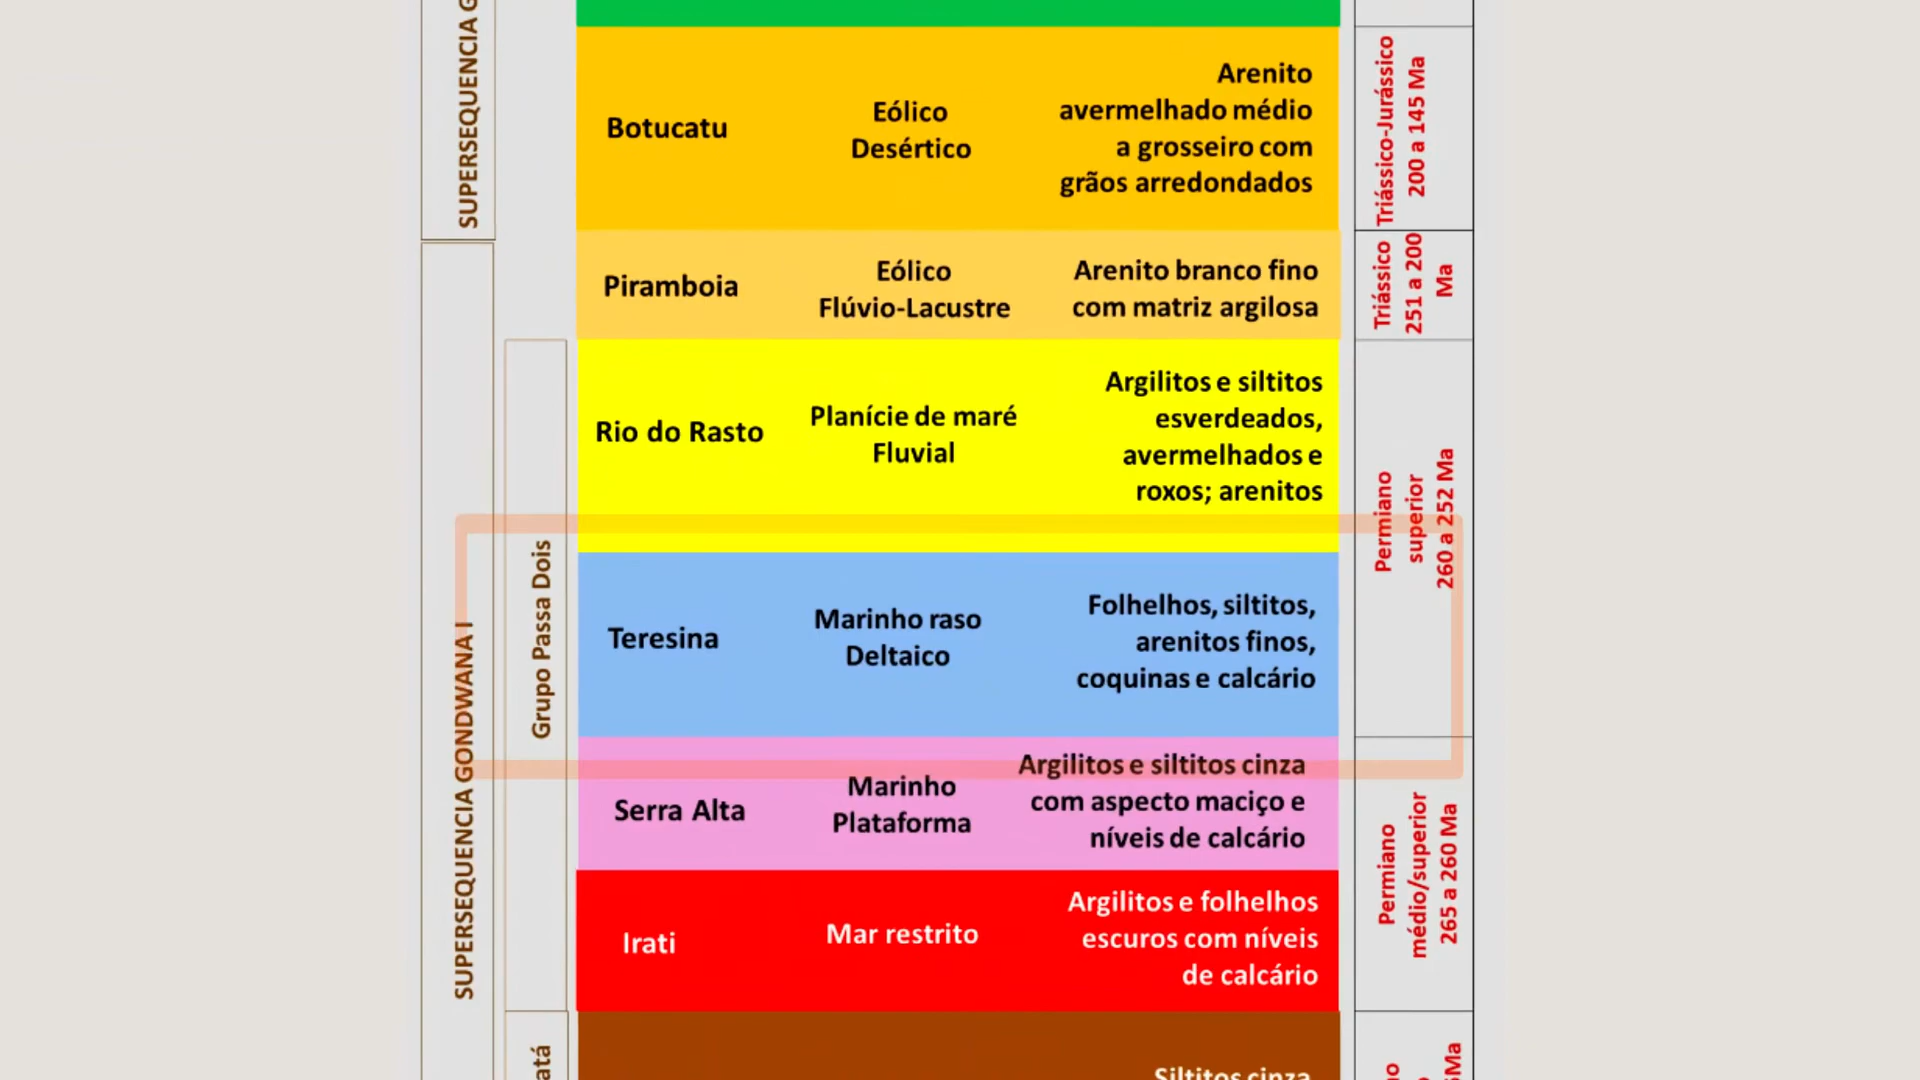 SUPERSEQUENCIA G
Botucatu
Eólico
Desértico
Arenito
avermelhado médio
a grosseiro com
grãos arredondados
Triássico-Jurássico
200 a 145 Ma
Piramboia
Eólico
Flúvio-Lacustre
Arenito branco fino
com matriz argilosa
Triássico
251 a 200
Ma
SUPERSEQUENCIA GONDWANA I
Grupo Passa Dois
Rio do Rasto
Planície de maré
Fluvial
Argilitos e siltitos
esverdeados,
avermelhados e
roxos; arenitos
Permiano
superior
260 a 252 Ma
Teresina
Marinho raso
Deltaico
Folhelhos, siltitos,
arenitos finos,
coquinas e calcário
Serra Alta
Marinho
Plataforma
Argilitos e siltitos cinza
com aspecto maciço e
níveis de calcário
Permiano
médio/superior
265 a 260 Ma
Irati
Mar restrito
Argilitos e folhelhos
escuros com níveis
de calcário
atá
Siltitos cinza,
no
Ma